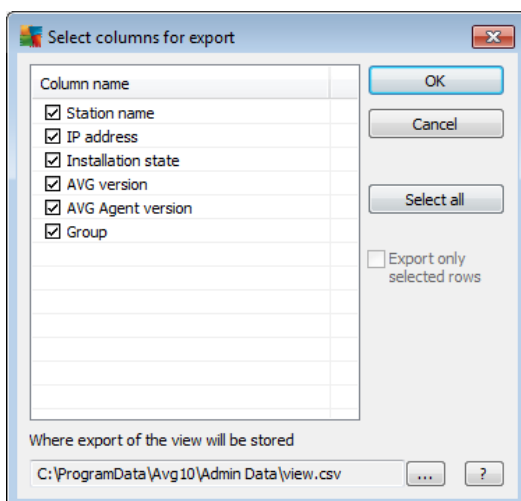 Select columns for export
Column name
Station name
IP address
Installation state
AVG version
AVG Agent version
Group
OK
Cancel
Select all
Export only
selected rows
Where export of the view will be stored
C:\ProgramData\Avg10\Admin Data\view.csv
...
?